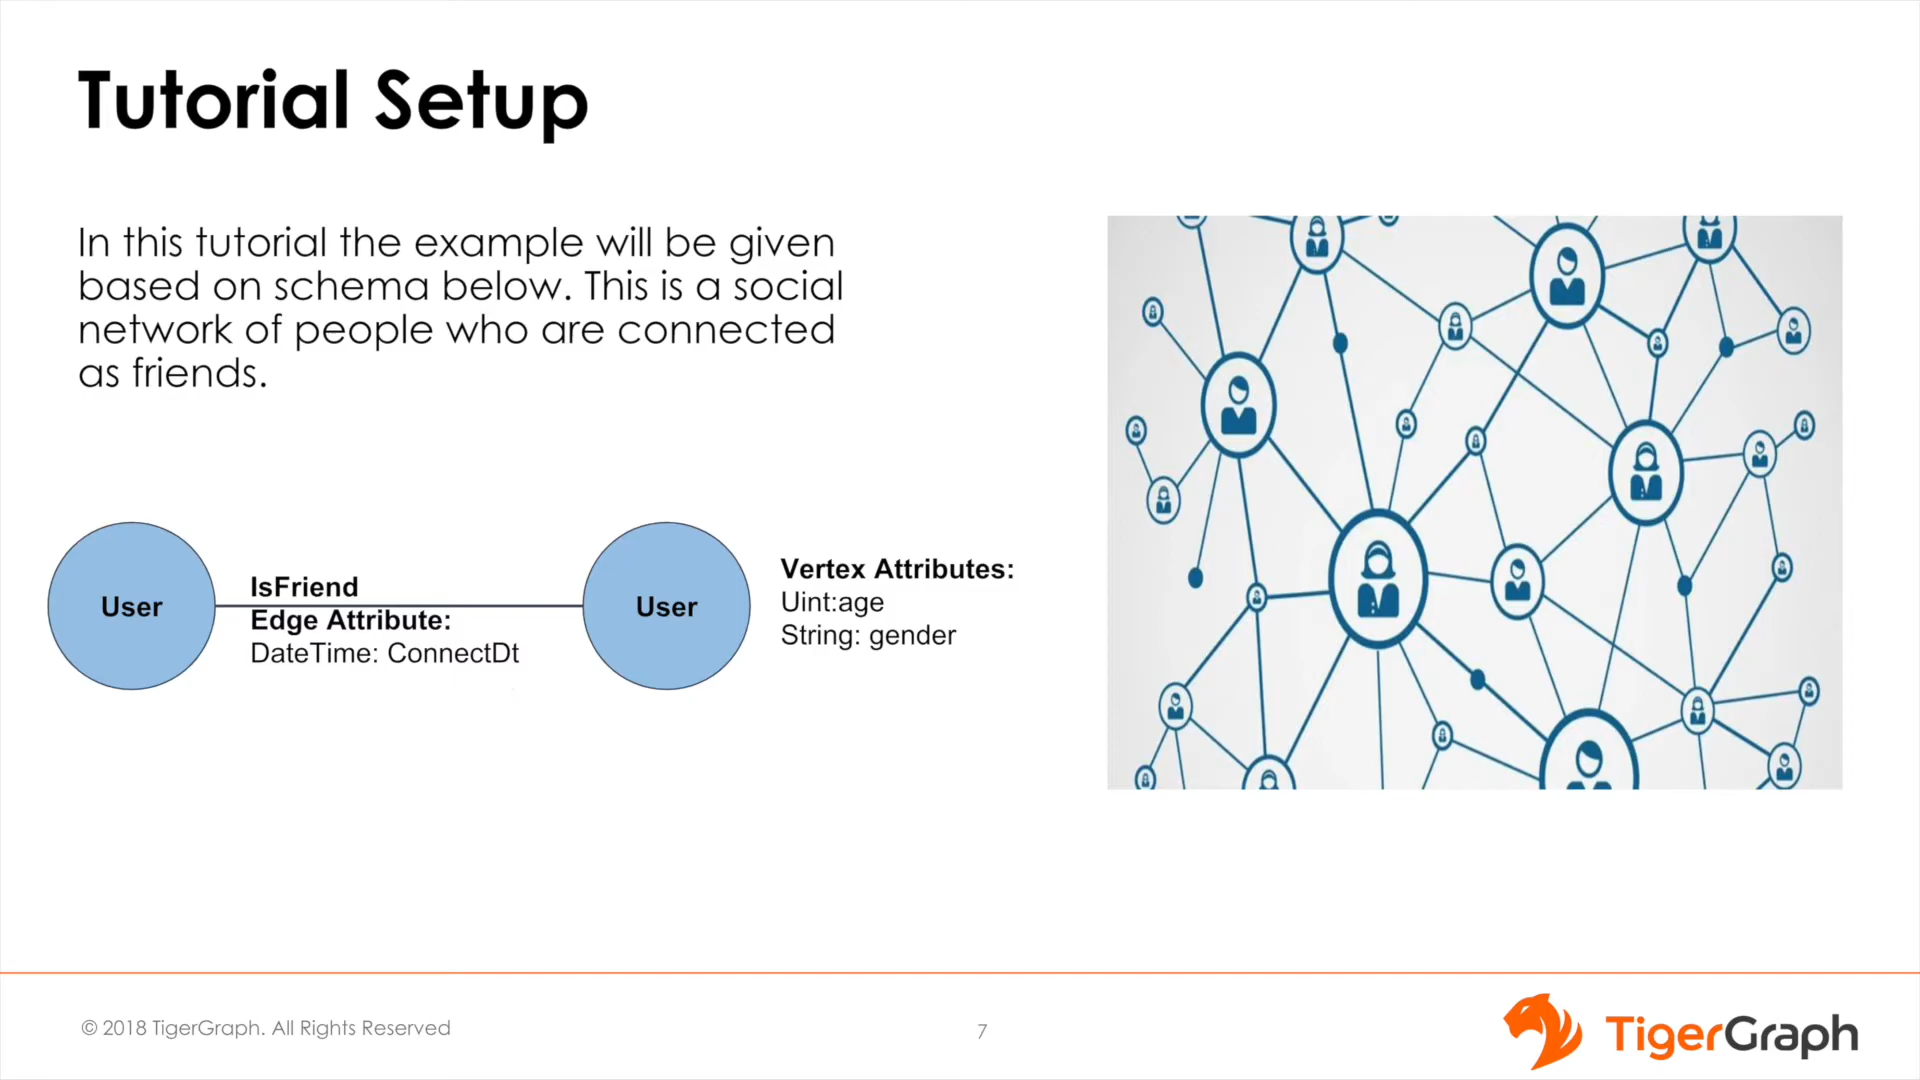 Tutorial Setup
In this tutorial the example will be given
based on schema below. This is a social
network of people who are connected
as friends.
User
IsFriend
Edge Attribute:
DateTime: ConnectDt
User
Vertex Attributes:
Uint:age
String: gender
© 2018 TigerGraph. All Rights Reserved
7
TigerGraph